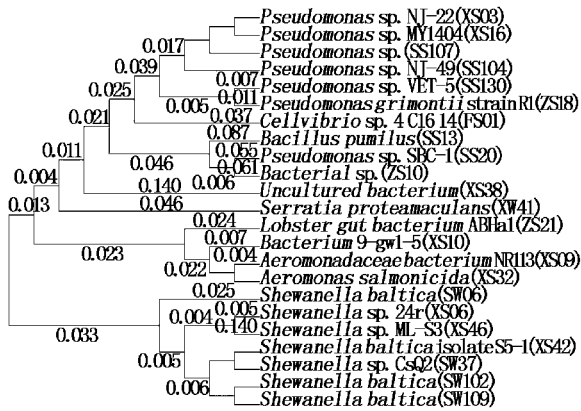 Pseudomonas sp. NJ-22(XS03)
Pseudomonas sp. MY1404(XS16)
0.017
Pseudomonas sp.(SS107)
0.039
Pseudomonas sp. NJ-49(SS104)
0.007
Pseudomonas sp. VET-5(SS130)
0.025
0.005
0.011
Pseudomonas grimontii strain R1(ZS18)
0.021
0.037
Cellvibrio sp. 4 C16 14(FS01)
0.087
Bacillus pumilus(SS13)
0.011
0.055
Pseudomonas sp. SBC-1(SS20)
0.046
0.061
Bacterial sp.(ZS10)
0.004
0.140
0.006
Uncultured bacterium(XS38)
0.013
0.046
Serratia proteamaculans(XW41)
0.024
Lobster gut bacterium ABHa1(ZS21)
0.023
0.007
Bacterium 9-gw1-5(XS10)
0.004
Aeromonadaceae bacterium NR113(XS09)
0.022
Aeromonas salmonicida(XS32)
0.025
Shewanella baltica(SW06)
0.033
0.004
0.005
Shewanella sp. 24r(XS06)
0.140
Shewanella sp. ML-S3(XS46)
Shewanella baltica isolate S5-1(XS42)
0.005
Shewanella sp. CsQ2(SW37)
0.006
Shewanella baltica(SW102)
Shewanella baltica(SW109)